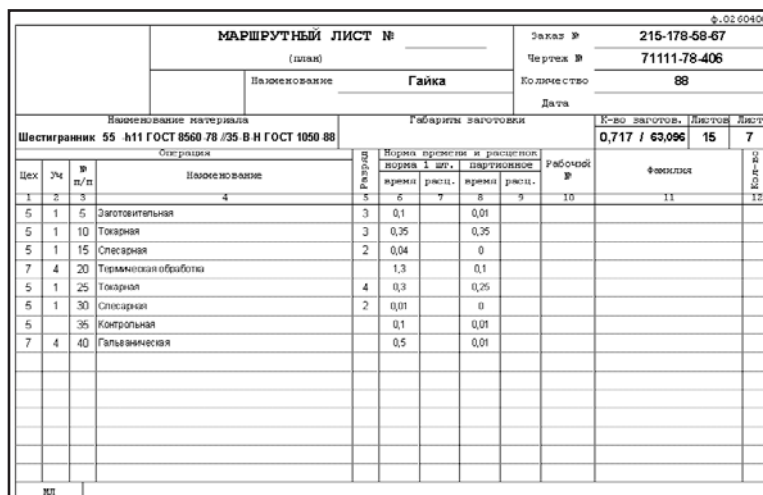 ф.0260400
МАРШРУТНЫЙ ЛИСТ №
Заказ №
215-178-58-67
(план)
Чертеж №
71111-78-406
Наименование
Гайка
Количество
88
Дата
Наименование материала
Габариты заготовки
К-во заготов.
Листов
Лист
Шестигранник 55 -h11 ГОСТ 8560-78 //35-В-Н ГОСТ 1050-88
0,717 / 63,096
15
7
Операция
Разряд
Норма времени и расценок
Рабочий №
Фамилия
Кол-во
Цех
Уч
№ п/п
Наименование
норма 1 шт.
партионное
время
расц.
время
расц.
1 2 3 4 5 6 7 8 9 10 11 12
5 1 5 Заготовительная 3 0,1 0,01
5 1 10 Токарная 3 0,35 0,35
5 1 15 Слесарная 2 0,04 0
7 4 20 Термическая обработка 1,3 0,1
5 1 25 Токарная 4 0,3 0,25
5 1 30 Слесарная 2 0,01 0
5 35 Контрольная 0,1 0,01
7 4 40 Гальваническая 0,5 0,01
МЛ